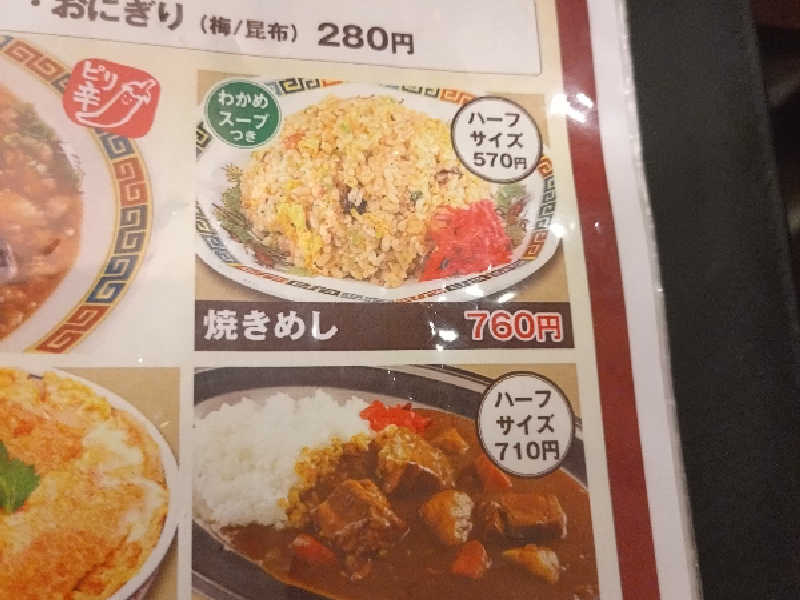 ・おにぎり（梅/昆布） 280円
ピリ
辛
わかめ
スープ
つき
ハーフ
サイズ
570円
焼きめし 760円
ハーフ
サイズ
710円